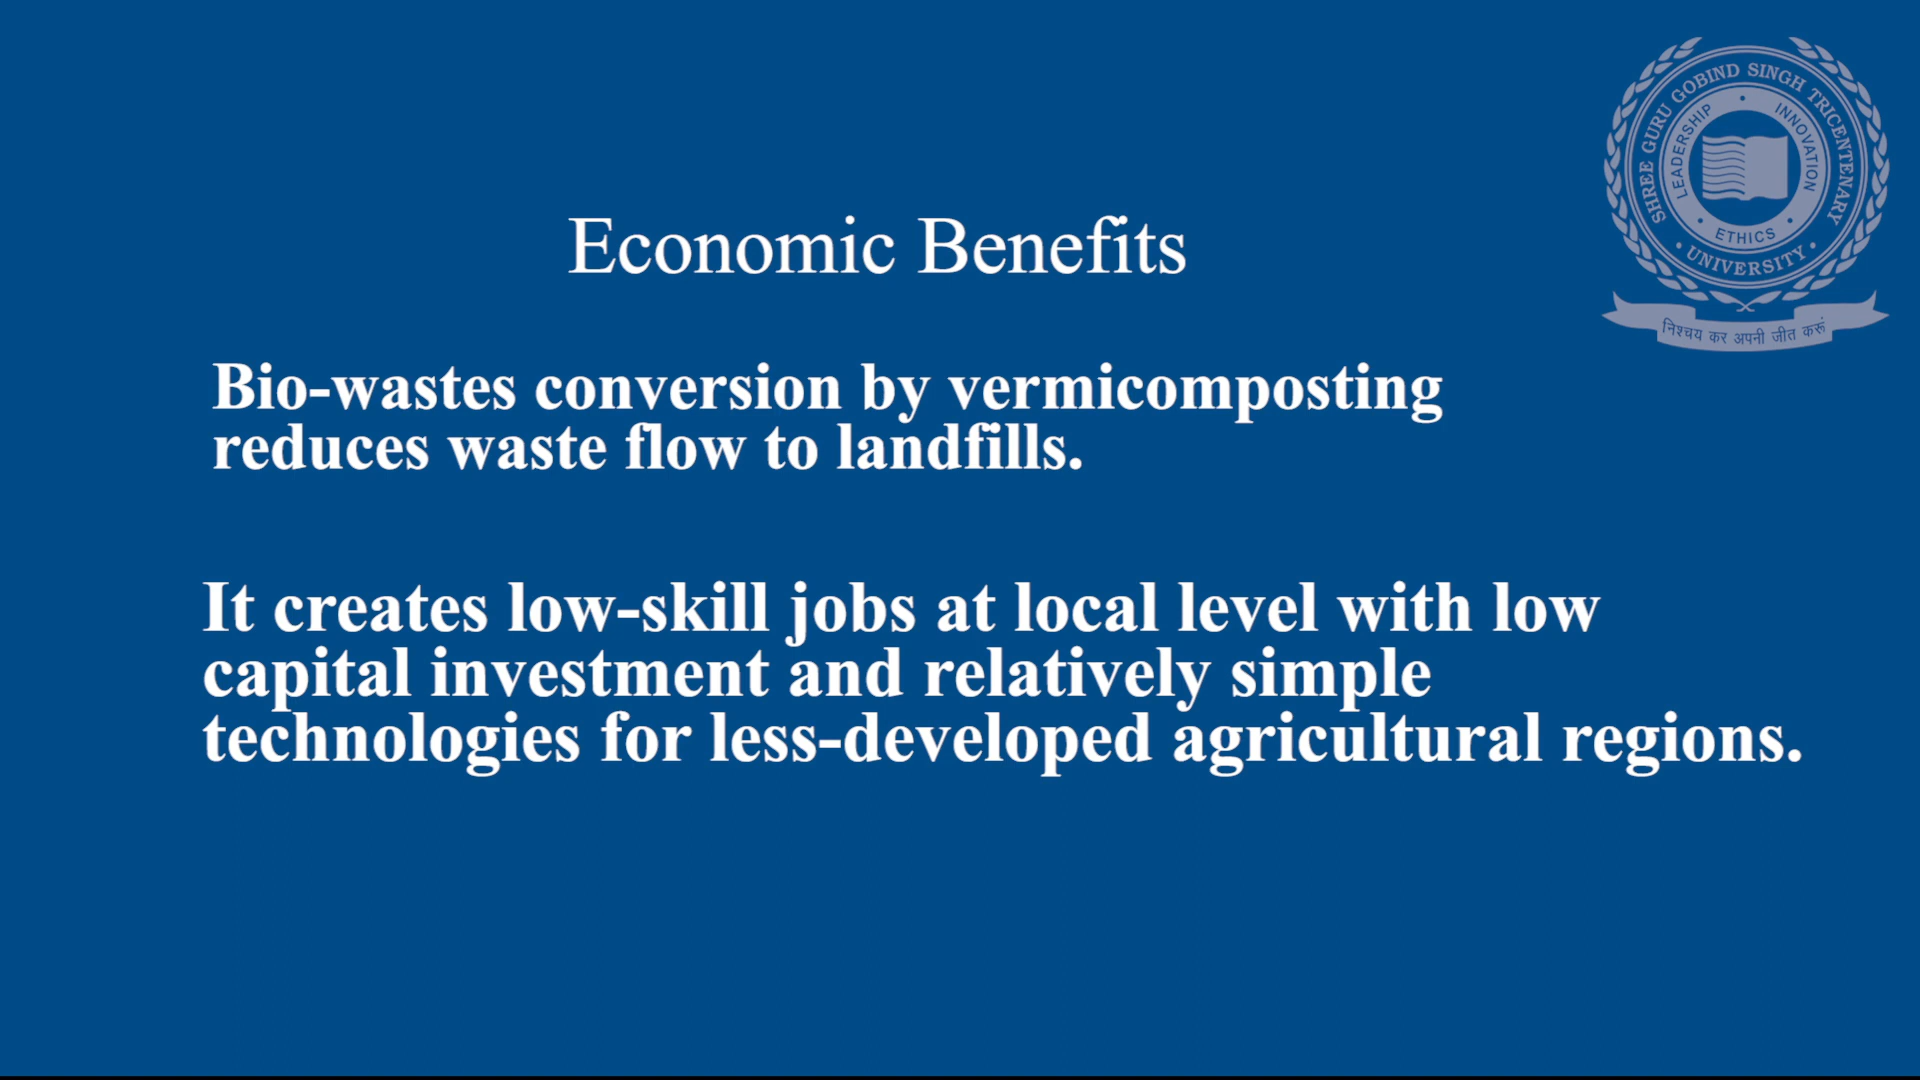 Economic Benefits
Bio-wastes conversion by vermicomposting
reduces waste flow to landfills.
It creates low-skill jobs at local level with low
capital investment and relatively simple
technologies for less-developed agricultural regions.
SHREE GURU GOBIND SINGH TRICENTENARY
UNIVERSITY
LEADERSHIP
INNOVATION
ETHICS
निश्चय कर अपनी जीत करूं